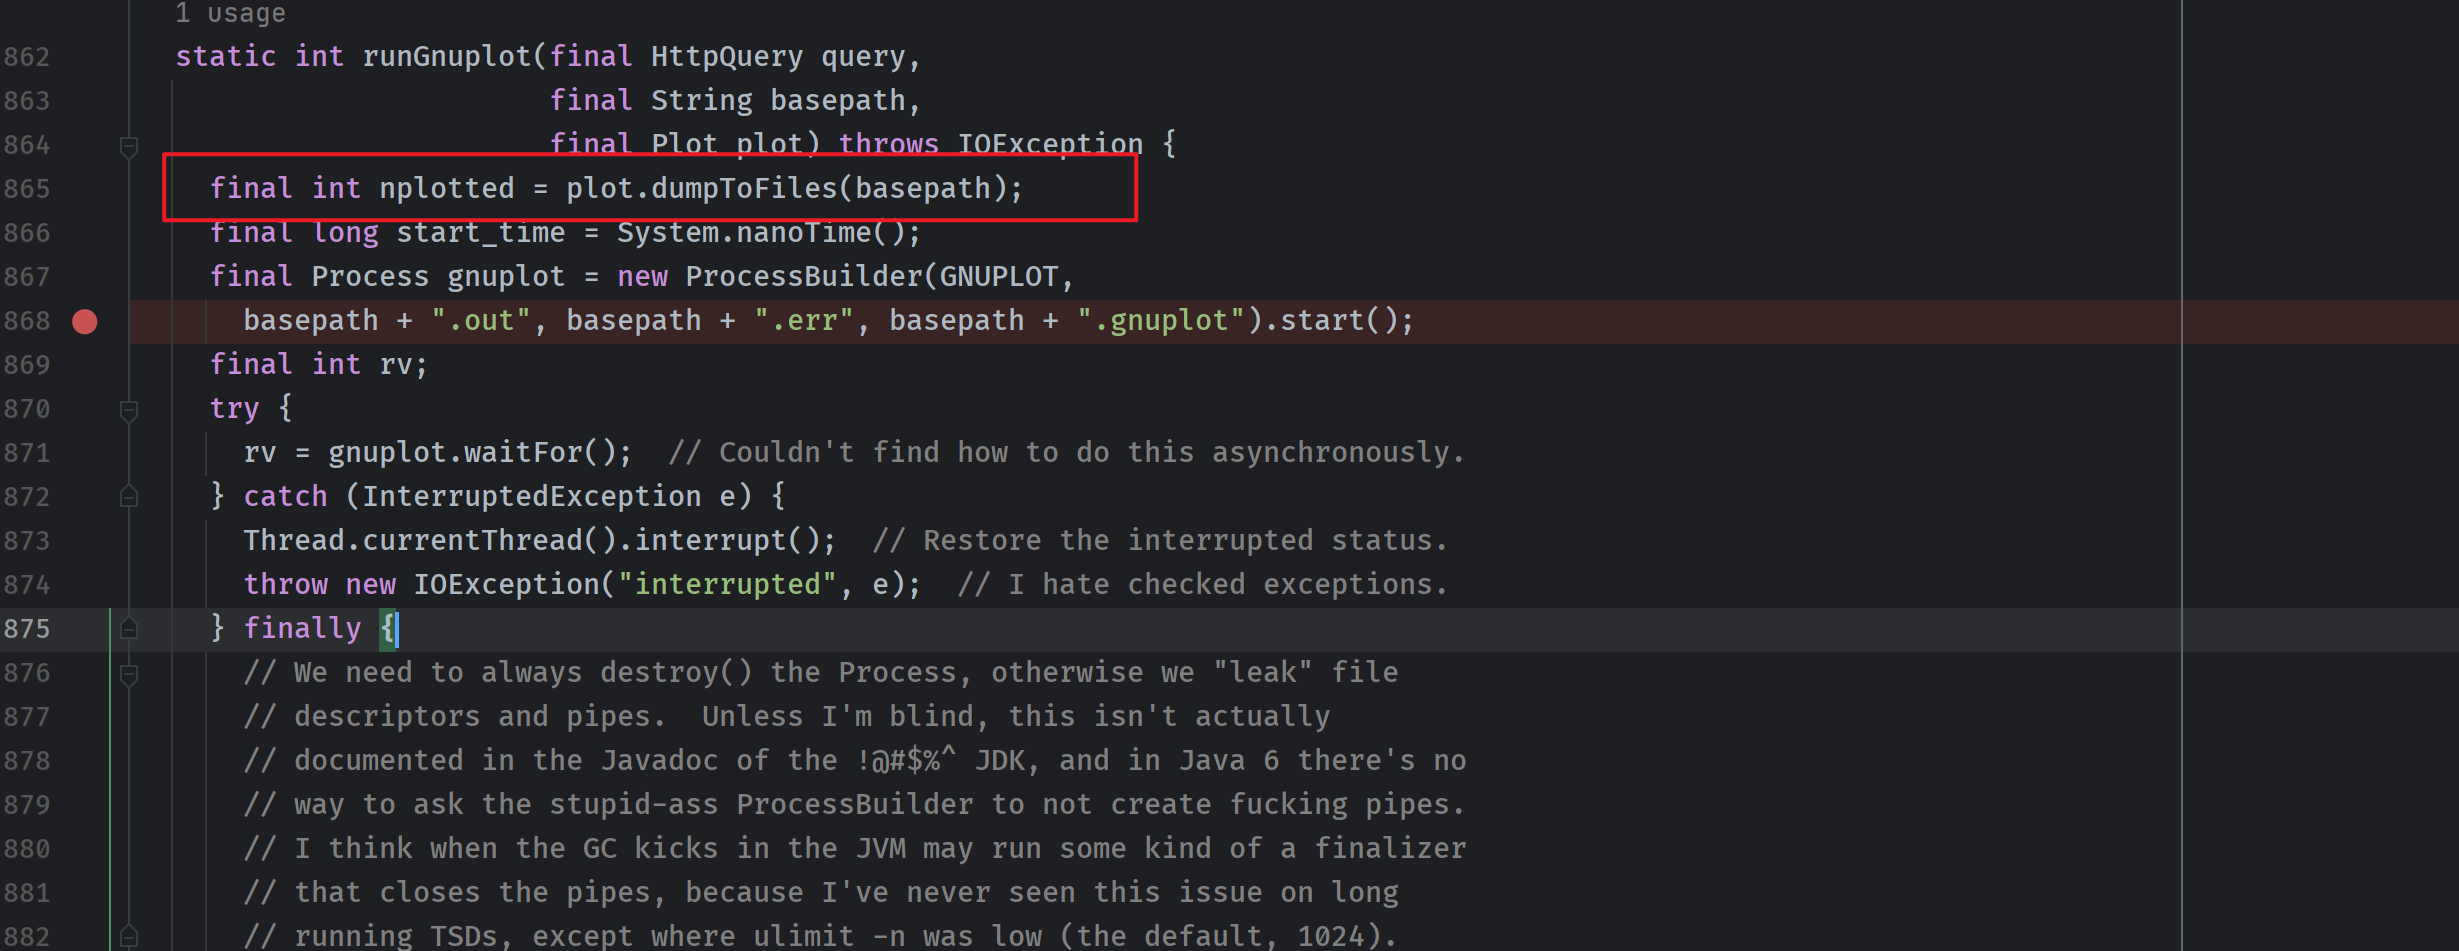 1 usage
862 static int runGnuplot(final HttpQuery query,
863 final String basepath,
864 final Plot plot) throws IOException {
865 final int nplotted = plot.dumpToFiles(basepath);
866 final long start_time = System.nanoTime();
867 final Process gnuplot = new ProcessBuilder(GNUPLOT,
868 basepath + ".out", basepath + ".err", basepath + ".gnuplot").start();
869 final int rv;
870 try {
871 rv = gnuplot.waitFor();  // Couldn't find how to do this asynchronously.
872 } catch (InterruptedException e) {
873 Thread.currentThread().interrupt();  // Restore the interrupted status.
874 throw new IOException("interrupted", e);  // I hate checked exceptions.
875 } finally {
876 // We need to always destroy() the Process, otherwise we "leak" file
877 // descriptors and pipes.  Unless I'm blind, this isn't actually
878 // documented in the Javadoc of the !@#$%^ JDK, and in Java 6 there's no
879 // way to ask the stupid-ass ProcessBuilder to not create fucking pipes.
880 // I think when the GC kicks in the JVM may run some kind of a finalizer
881 // that closes the pipes, because I've never seen this issue on long
882 // running TSDs, except where ulimit -n was low (the default, 1024).